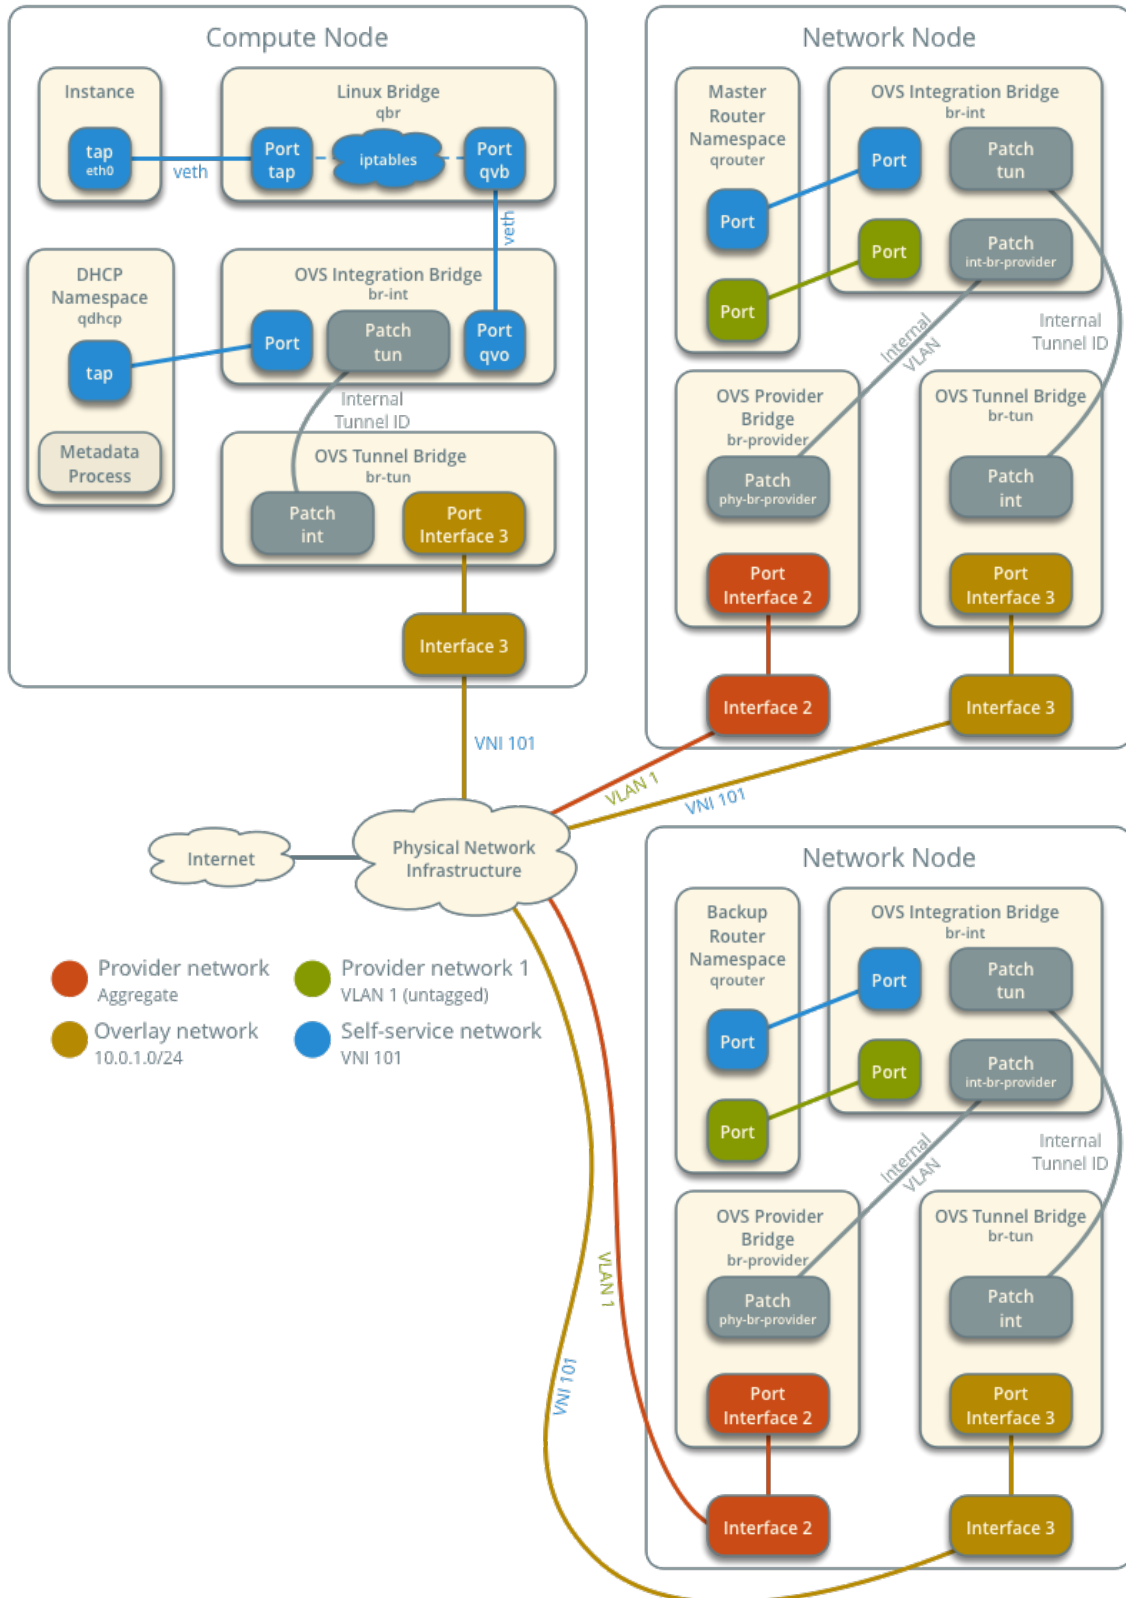 Compute Node
Instance
tap
eth0
veth
Linux Bridge
qbr
Port
tap
iptables
Port
qvb
veth
DHCP
Namespace
qdhcp
tap
Metadata
Process
OVS Integration Bridge
br-int
Port
Patch
tun
Port
qvo
Internal
Tunnel ID
OVS Tunnel Bridge
br-tun
Patch
int
Port
Interface 3
Interface 3
VNI 101
Network Node
Master
Router
Namespace
qrouter
Port
Port
OVS Integration Bridge
br-int
Port
Patch
tun
Port
Patch
int-br-provider
Internal
VLAN
Internal
Tunnel ID
OVS Provider
Bridge
br-provider
Patch
phy-br-provider
Port
Interface 2
OVS Tunnel Bridge
br-tun
Patch
int
Port
Interface 3
Interface 2
Interface 3
VLAN 1
VNI 101
Internet
Physical Network
Infrastructure
Provider network
Aggregate
Provider network 1
VLAN 1 (untagged)
Overlay network
10.0.1.0/24
Self-service network
VNI 101
Network Node
Backup
Router
Namespace
qrouter
Port
Port
OVS Integration Bridge
br-int
Port
Patch
tun
Port
Patch
int-br-provider
Internal
VLAN
Internal
Tunnel ID
OVS Provider
Bridge
br-provider
Patch
phy-br-provider
Port
Interface 2
OVS Tunnel Bridge
br-tun
Patch
int
Port
Interface 3
Interface 2
Interface 3
VLAN 1
VNI 101